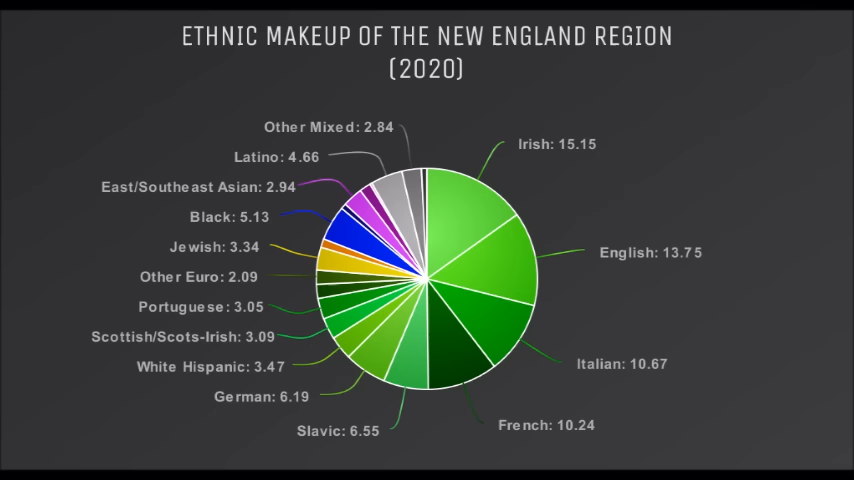 ETHNIC MAKEUP OF THE NEW ENGLAND REGION
(2020)
Other Mixed: 2.84
Irish: 15.15
Latino: 4.66
East/Southeast Asian: 2.94
Black: 5.13
Jewish: 3.34
English: 13.75
Other Euro: 2.09
Portuguese: 3.05
Scottish/Scots-Irish: 3.09
White Hispanic: 3.47
Italian: 10.67
German: 6.19
French: 10.24
Slavic: 6.55